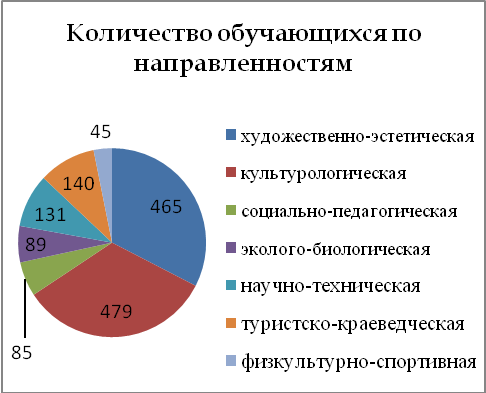 Количество обучающихся по
направленностям
45
140
465
131
89
479
85
художественно-эстетическая
культурологическая
социально-педагогическая
эколого-биологическая
научно-техническая
туристско-краеведческая
физкультурно-спортивная